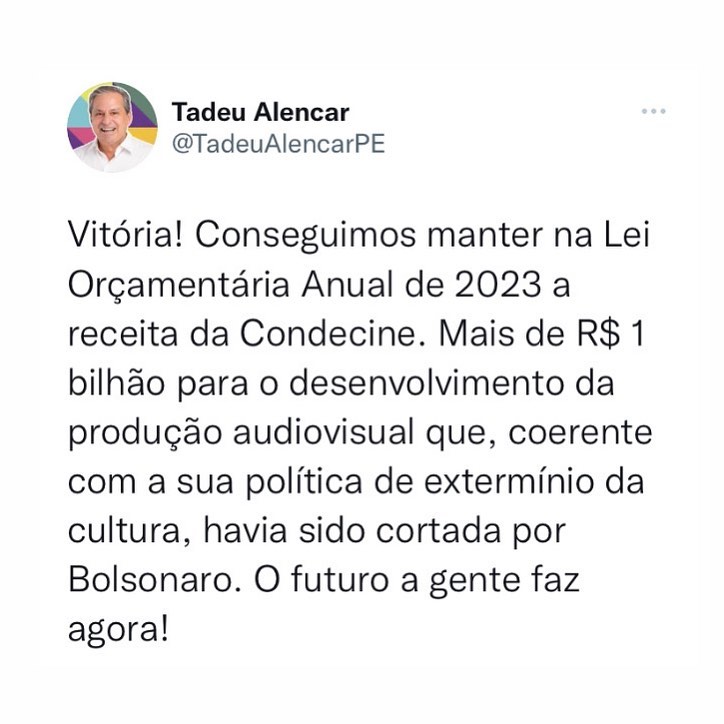 Tadeu Alencar
@TadeuAlencarPE
Vitória! Conseguimos manter na Lei
Orçamentária Anual de 2023 a
receita da Condecine. Mais de R$ 1
bilhão para o desenvolvimento da
produção audiovisual que, coerente
com a sua política de extermínio da
cultura, havia sido cortada por
Bolsonaro. O futuro a gente faz
agora!